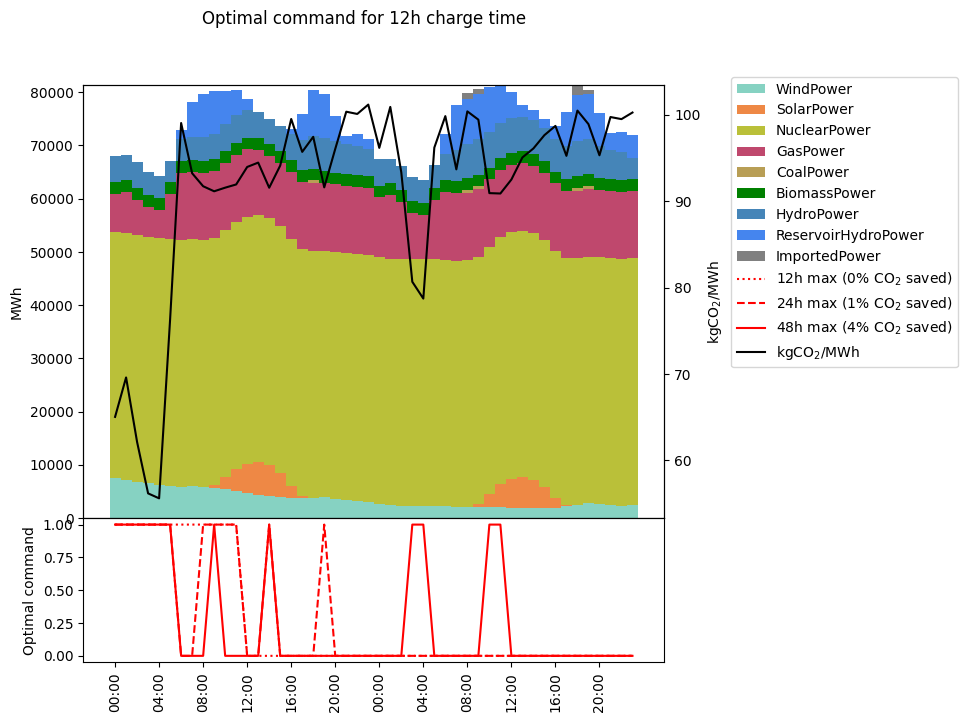 Optimal command for 12h charge time
80000
70000
60000
50000
40000
30000
20000
10000
0
MWh
100
90
80
70
60
kgCO₂/MWh
WindPower
SolarPower
NuclearPower
GasPower
CoalPower
BiomassPower
HydroPower
ReservoirHydroPower
ImportedPower
12h max (0% CO₂ saved)
24h max (1% CO₂ saved)
48h max (4% CO₂ saved)
kgCO₂/MWh
1.00
0.75
0.50
0.25
0.00
Optimal command
00:00
04:00
08:00
12:00
16:00
20:00
00:00
04:00
08:00
12:00
16:00
20:00